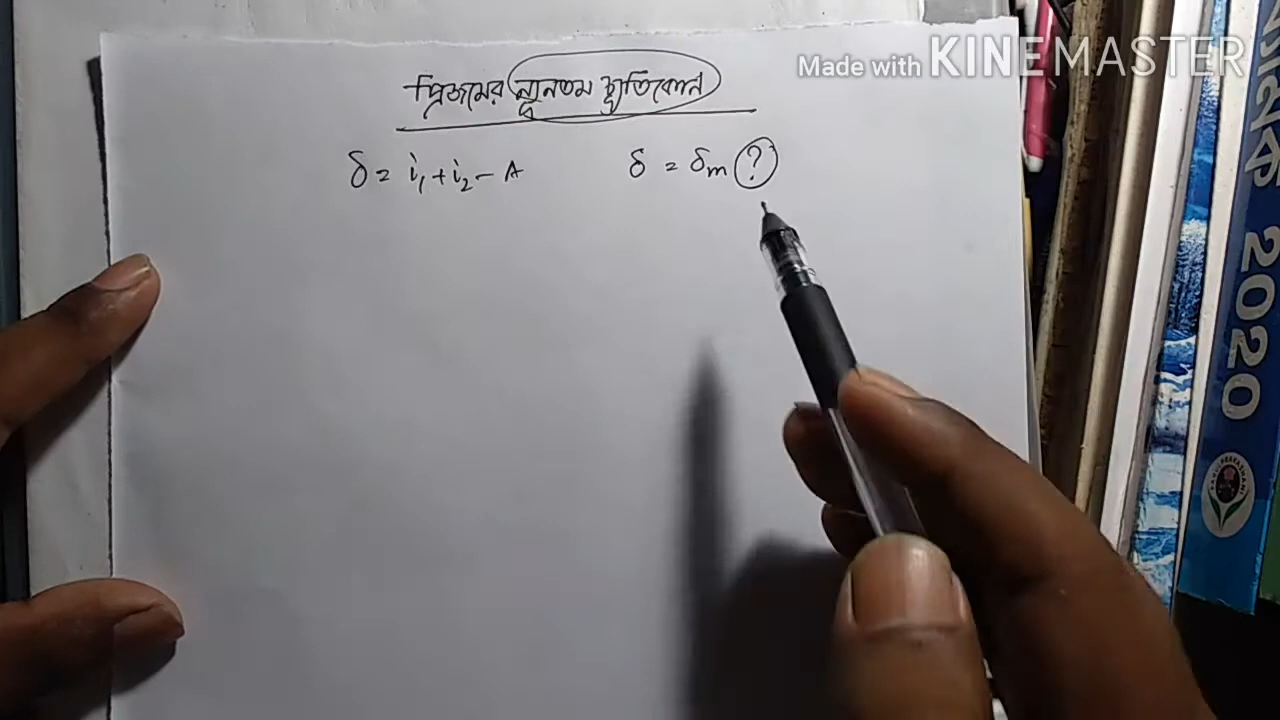 Made with KINEMASTER
প্রিজমের ন্যূনতম চ্যুতিকোন
δ = i₁ + i₂ - A
δ = δm ?
2020